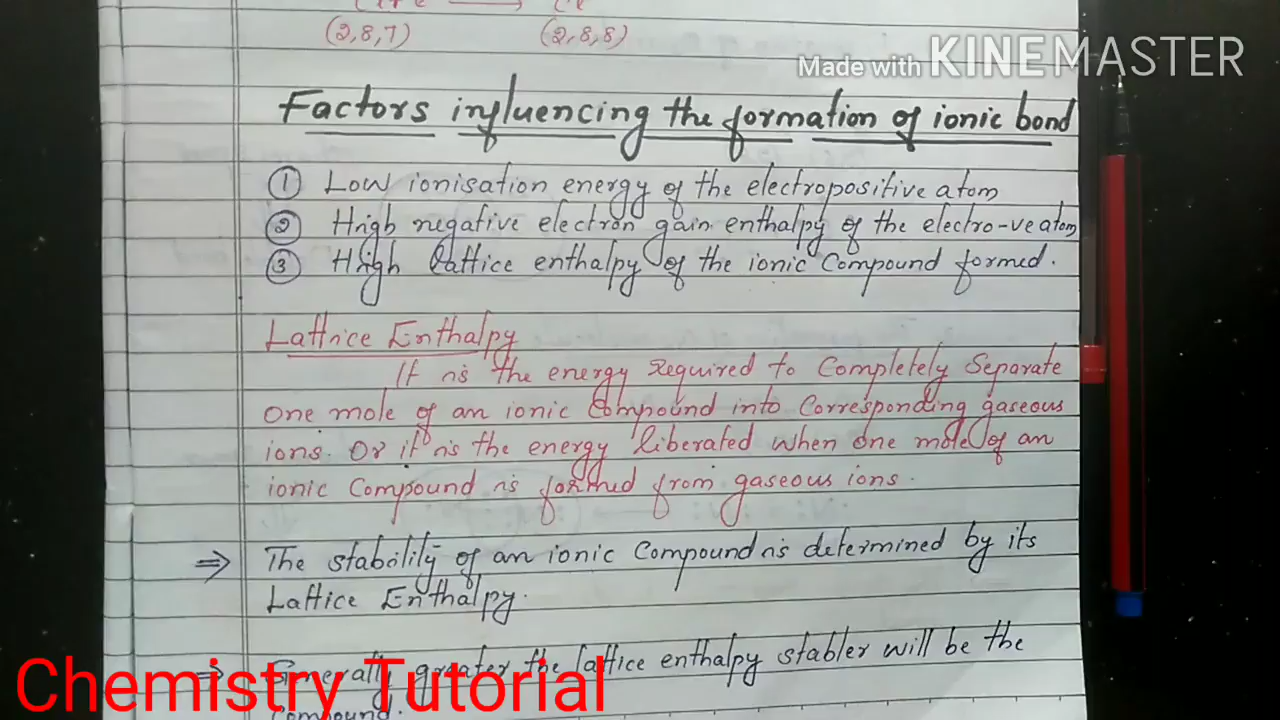 (2,8,7) (2,8,8)
Made with KINEMASTER
Factors influencing the formation of ionic bond
① Low ionisation energy of the electropositive atom
② High negative electron gain enthalpy of the electro-ve atom
③ High lattice enthalpy of the ionic compound formed.
Lattice Enthalpy
It is the energy required to completely separate
one mole of an ionic compound into corresponding gaseous
ions. Or it is the energy liberated when one mole of an
ionic compound is formed from gaseous ions.
⇒ The stability of an ionic compound is determined by its
Lattice Enthalpy.
⇒ Generally greater the lattice enthalpy stabler will be the
compound.
Chemistry Tutorial